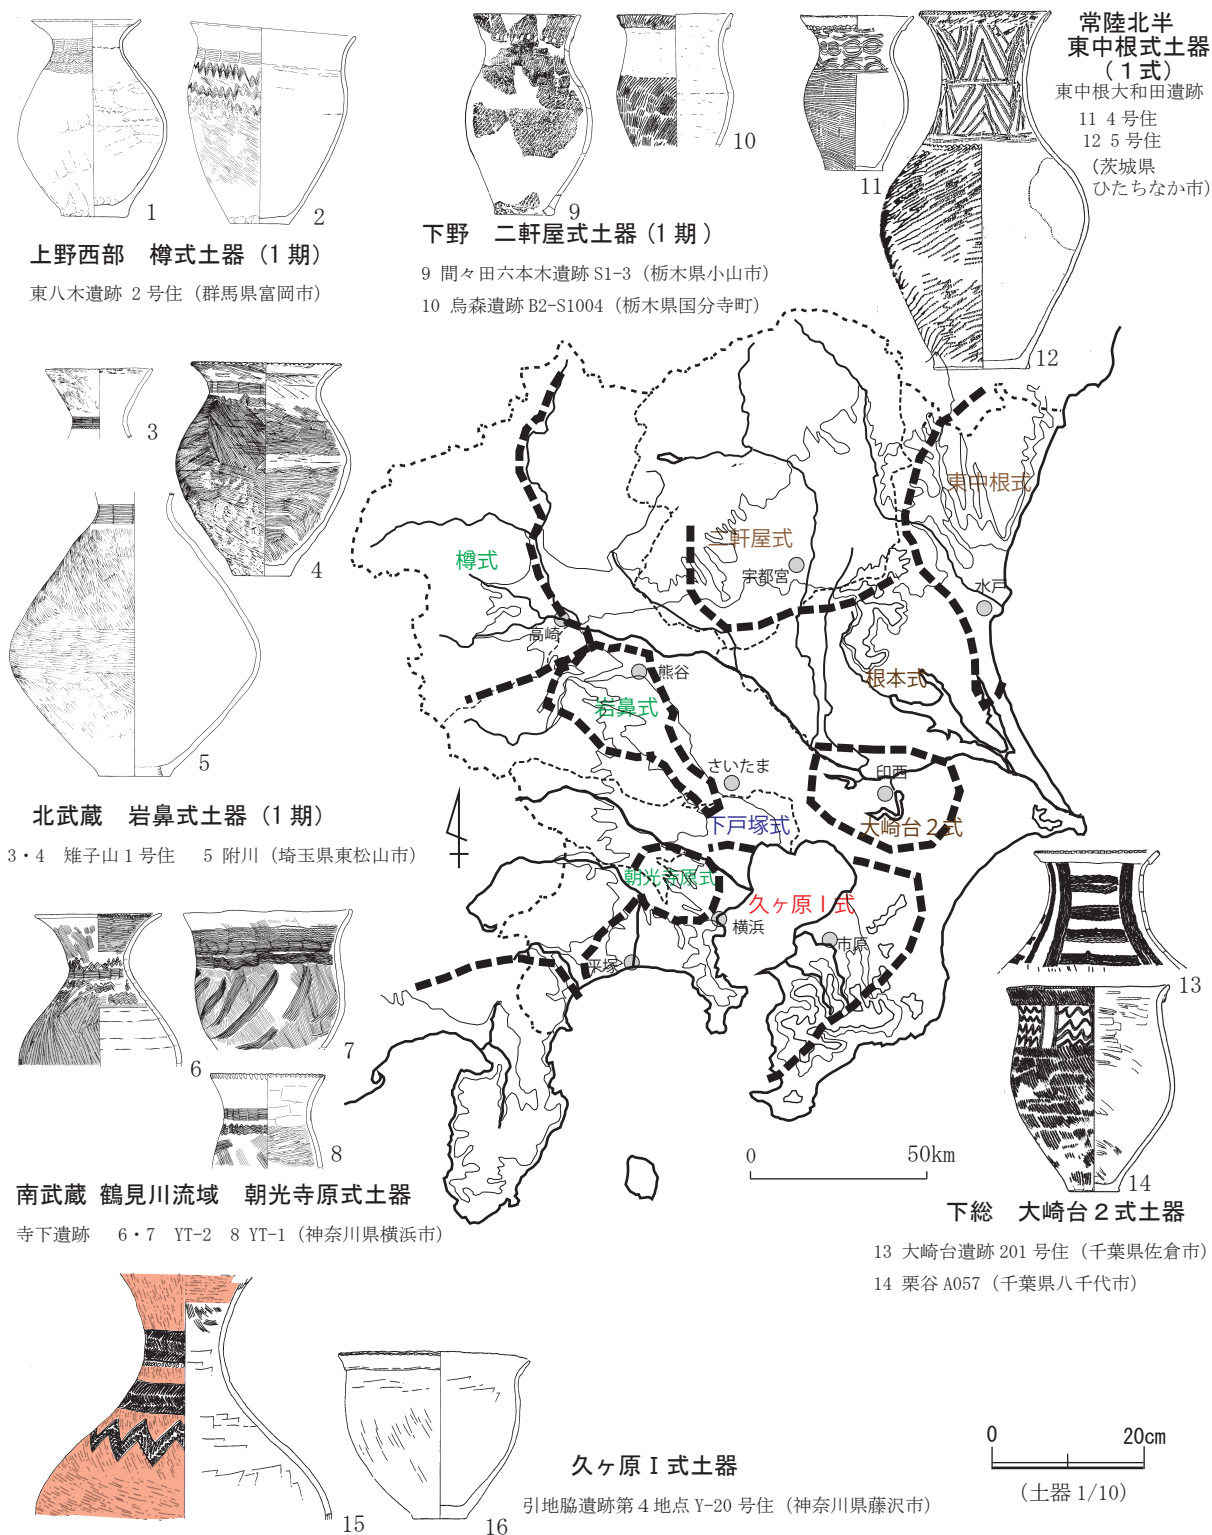 1
2
上野西部　樽式土器（1 期）
東八木遺跡 2 号住（群馬県富岡市）
9
10
下野　二軒屋式土器（1 期）
9 間々田六本木遺跡 S1-3（栃木県小山市）
10 烏森遺跡 B2-S1004（栃木県国分寺町）
11
12
常陸北半
東中根式土器
（１式）
東中根大和田遺跡
11 4 号住
12 5 号住
（茨城県
ひたちなか市）
3
4
5
北武蔵　岩鼻式土器（1 期）
3・4　雉子山 1 号住　5 附川（埼玉県東松山市）
東中根式
二軒屋式
宇都宮
樽式
水戸
高崎
熊谷
根本式
岩鼻式
さいたま
印西
下戸塚式
大崎台２式
朝光寺原式
久ヶ原Ⅰ式
横浜
市原
平塚
0
50km
6
7
8
南武蔵 鶴見川流域　朝光寺原式土器
寺下遺跡　6・7　YT-2　8 YT-1（神奈川県横浜市）
13
14
下総　大崎台２式土器
13 大崎台遺跡 201 号住（千葉県佐倉市）
14 栗谷 A057（千葉県八千代市）
15
16
久ヶ原Ⅰ式土器
引地脇遺跡第４地点 Y-20 号住（神奈川県藤沢市）
0
20cm
（土器 1/10）